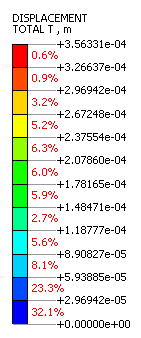 DISPLACEMENT
TOTAL T , m
+3.56331e-04
0.6%
+3.26637e-04
0.9%
+2.96942e-04
3.2%
+2.67248e-04
5.2%
+2.37554e-04
6.3%
+2.07860e-04
6.0%
+1.78165e-04
5.9%
+1.48471e-04
2.7%
+1.18777e-04
5.6%
+8.90827e-05
8.1%
+5.93885e-05
23.3%
+2.96942e-05
32.1%
+0.00000e+00